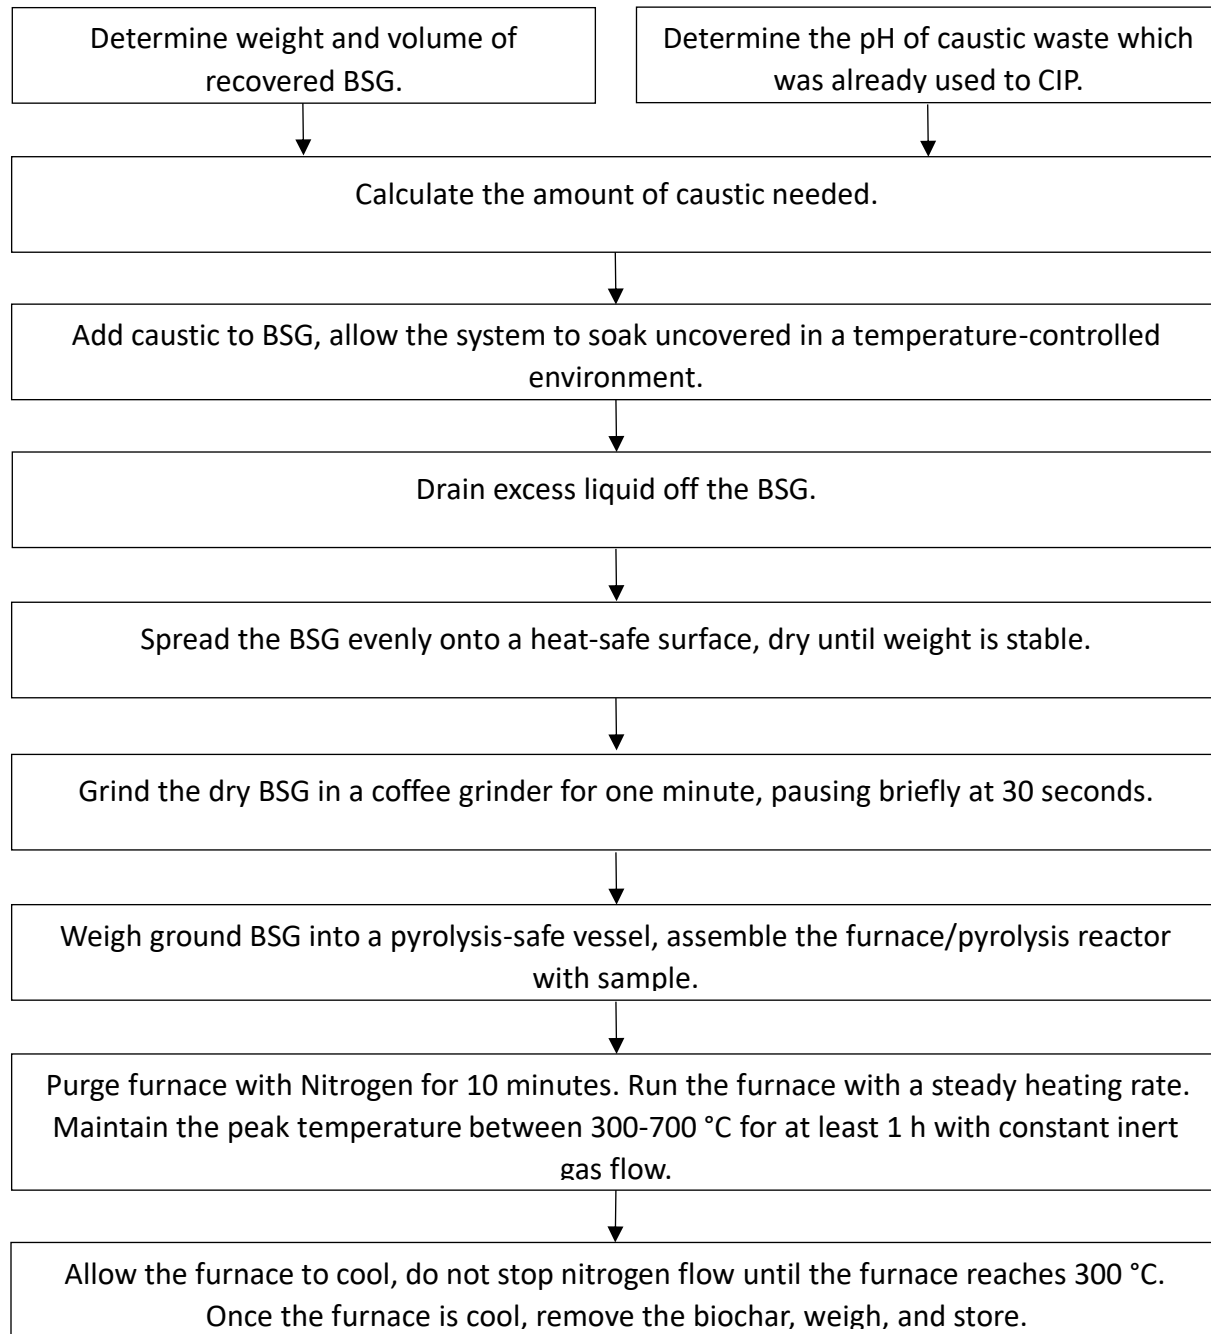 Determine weight and volume of
recovered BSG.
Determine the pH of caustic waste which
was already used to CIP.
Calculate the amount of caustic needed.
Add caustic to BSG, allow the system to soak uncovered in a temperature-controlled
environment.
Drain excess liquid off the BSG.
Spread the BSG evenly onto a heat-safe surface, dry until weight is stable.
Grind the dry BSG in a coffee grinder for one minute, pausing briefly at 30 seconds.
Weigh ground BSG into a pyrolysis-safe vessel, assemble the furnace/pyrolysis reactor
with sample.
Purge furnace with Nitrogen for 10 minutes. Run the furnace with a steady heating rate.
Maintain the peak temperature between 300-700 °C for at least 1 h with constant inert
gas flow.
Allow the furnace to cool, do not stop nitrogen flow until the furnace reaches 300 °C.
Once the furnace is cool, remove the biochar, weigh, and store.